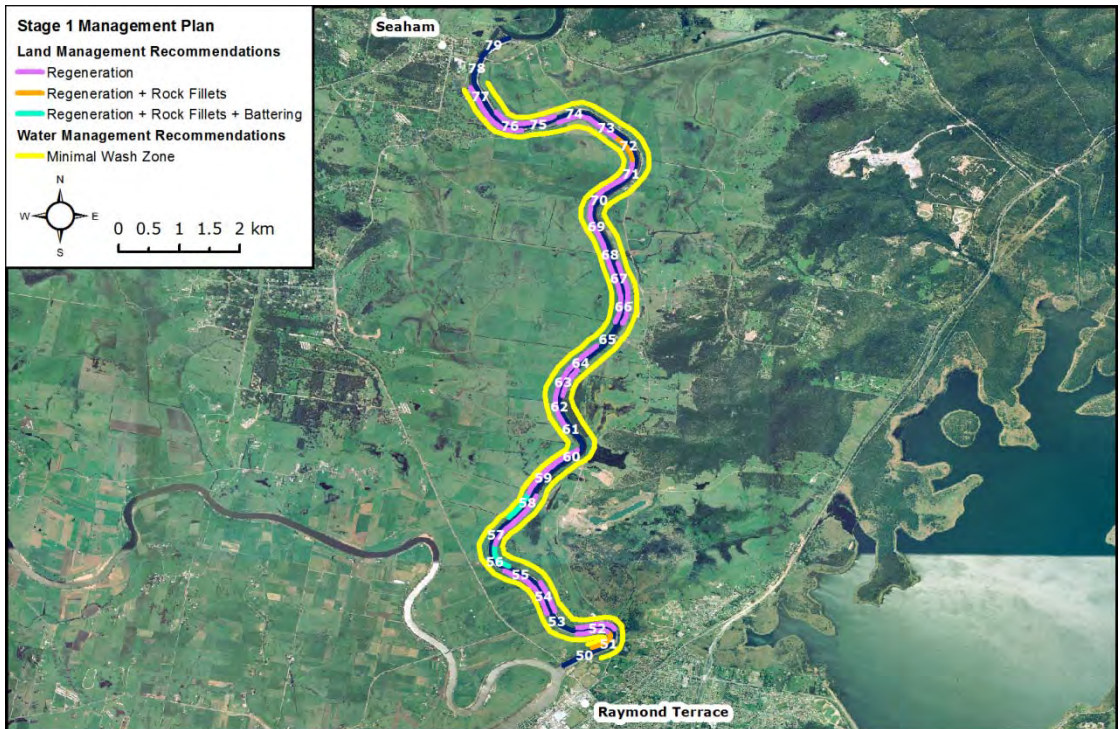 Stage 1 Management Plan
Land Management Recommendations
Regeneration
Regeneration + Rock Fillets
Regeneration + Rock Fillets + Battering
Water Management Recommendations
Minimal Wash Zone
N
W E
S
0 0.5 1 2 km
Seaham
79
78
77
76
75
74
73
72
71
70
69
68
67
66
65
64
63
62
61
60
59
58
57
56
55
54
53
52
51
50
Raymond Terrace